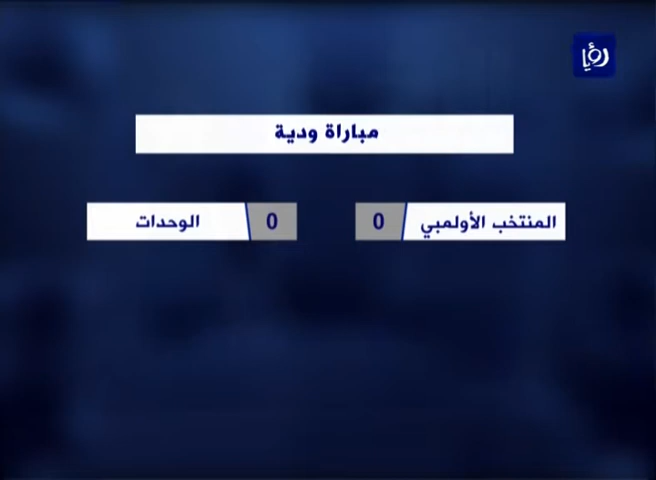 رؤيا
مباراة ودية
المنتخب الأولمبي 0
0 الوحدات